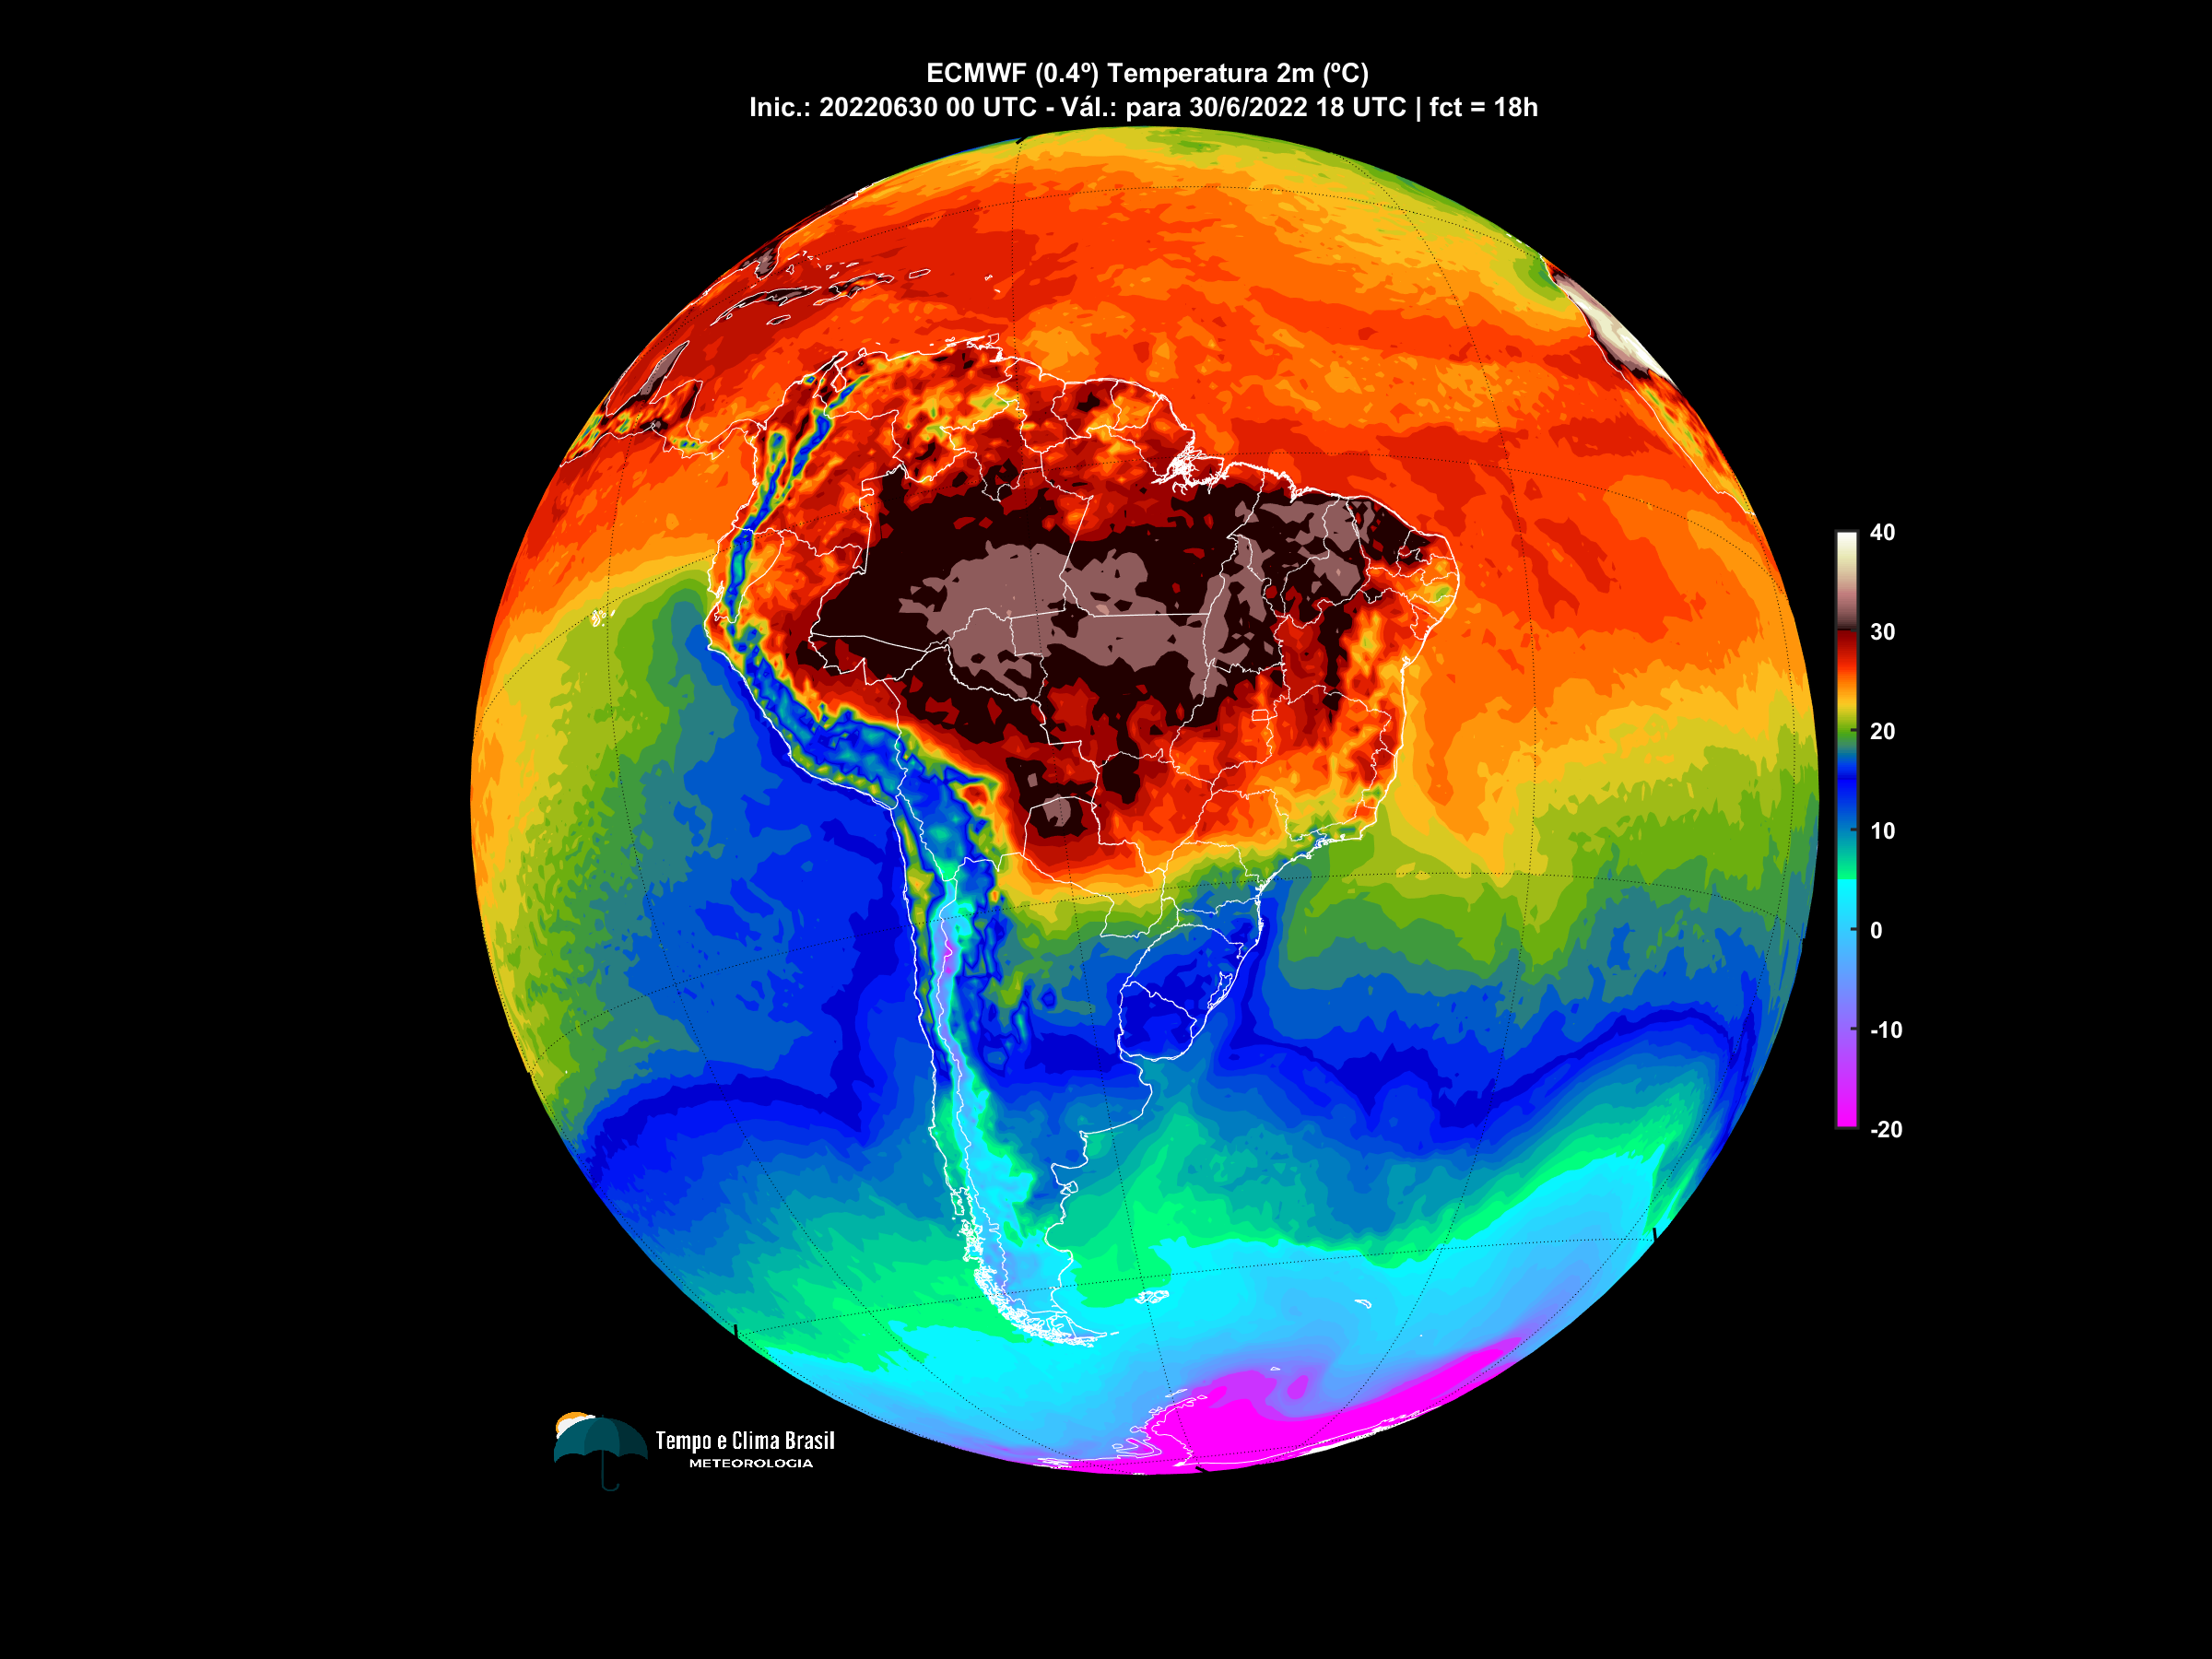 ECMWF (0.4º) Temperatura 2m (ºC)
Inic.: 20220630 00 UTC - Vál.: para 30/6/2022 18 UTC | fct = 18h
40
30
20
10
0
-10
-20
Tempo e Clima Brasil
METEOROLOGIA